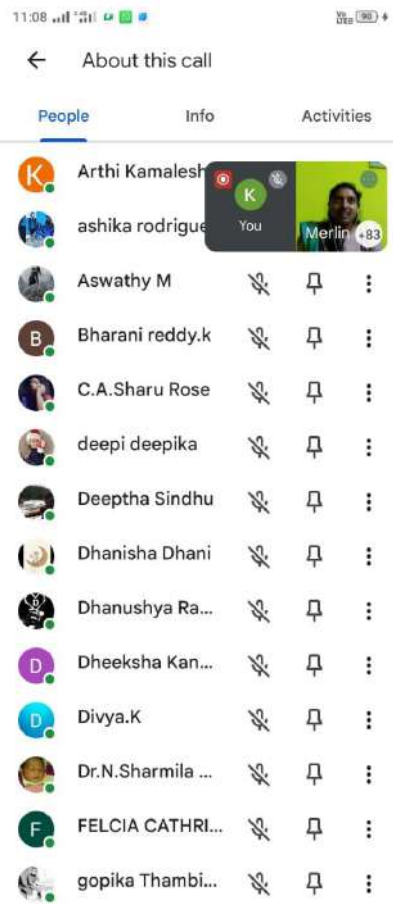 11:08
90
About this call
People Info Activities
Arthi Kamalesh
K
You
Merlin +83
ashika rodrigue
Aswathy M
B Bharani reddy.k
C.A.Sharu Rose
deepi deepika
Deeptha Sindhu
Dhanisha Dhani
Dhanushya Ra...
D Dheeksha Kan...
D Divya.K
Dr.N.Sharmila ...
F FELCIA CATHRI...
gopika Thambi...